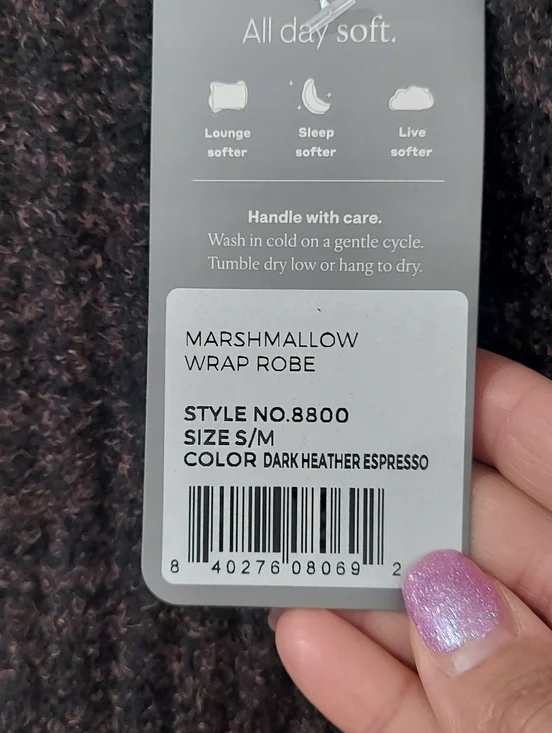 All day soft.
Lounge softer
Sleep softer
Live softer
Handle with care.
Wash in cold on a gentle cycle.
Tumble dry low or hang to dry.
MARSHMALLOW
WRAP ROBE
STYLE NO.8800
SIZE S/M
COLOR DARK HEATHER ESPRESSO
8 40276 08069 2